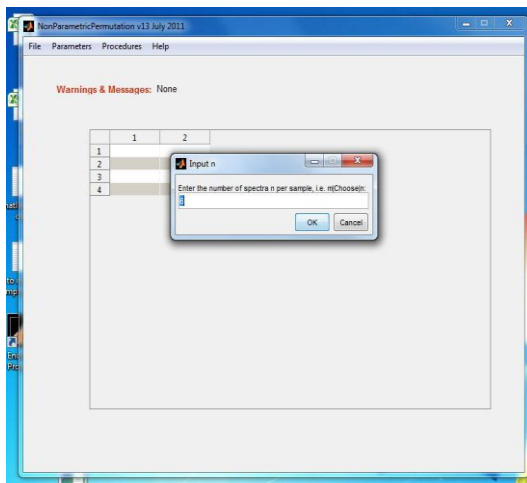 NonParametricPermutation v13 July 2011
File Parameters Procedures Help
Warnings & Messages: None
1 2
1
2
3
4
Input n
Enter the number of spectra n per sample, i.e. m|Choose|n:
OK Cancel